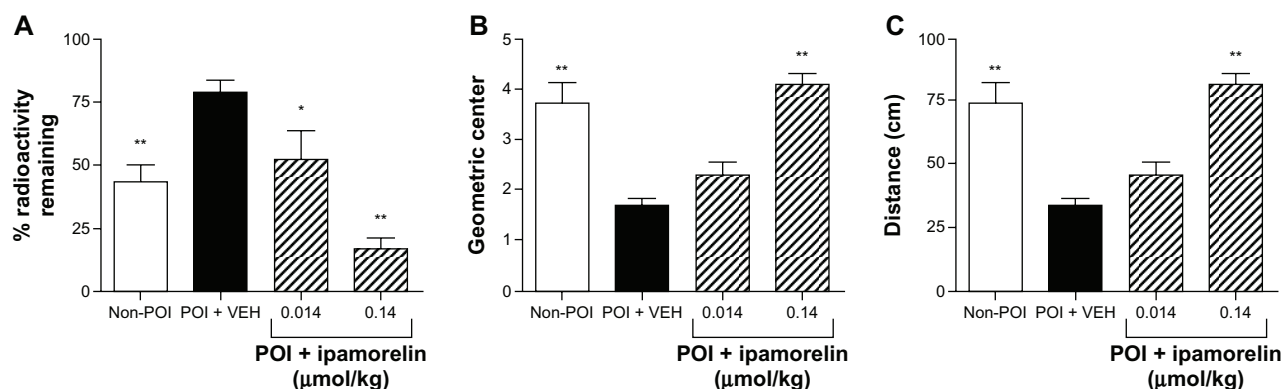 A
% radioactivity
remaining
100
75
50
25
0
**
*
**
Non-POI POI + VEH 0.014 0.14
POI + ipamorelin
(μmol/kg)
B
Geometric center
5
4
3
2
1
0
**
**
Non-POI POI + VEH 0.014 0.14
POI + ipamorelin
(μmol/kg)
C
Distance (cm)
100
75
50
25
0
**
**
Non-POI POI + VEH 0.014 0.14
POI + ipamorelin
(μmol/kg)